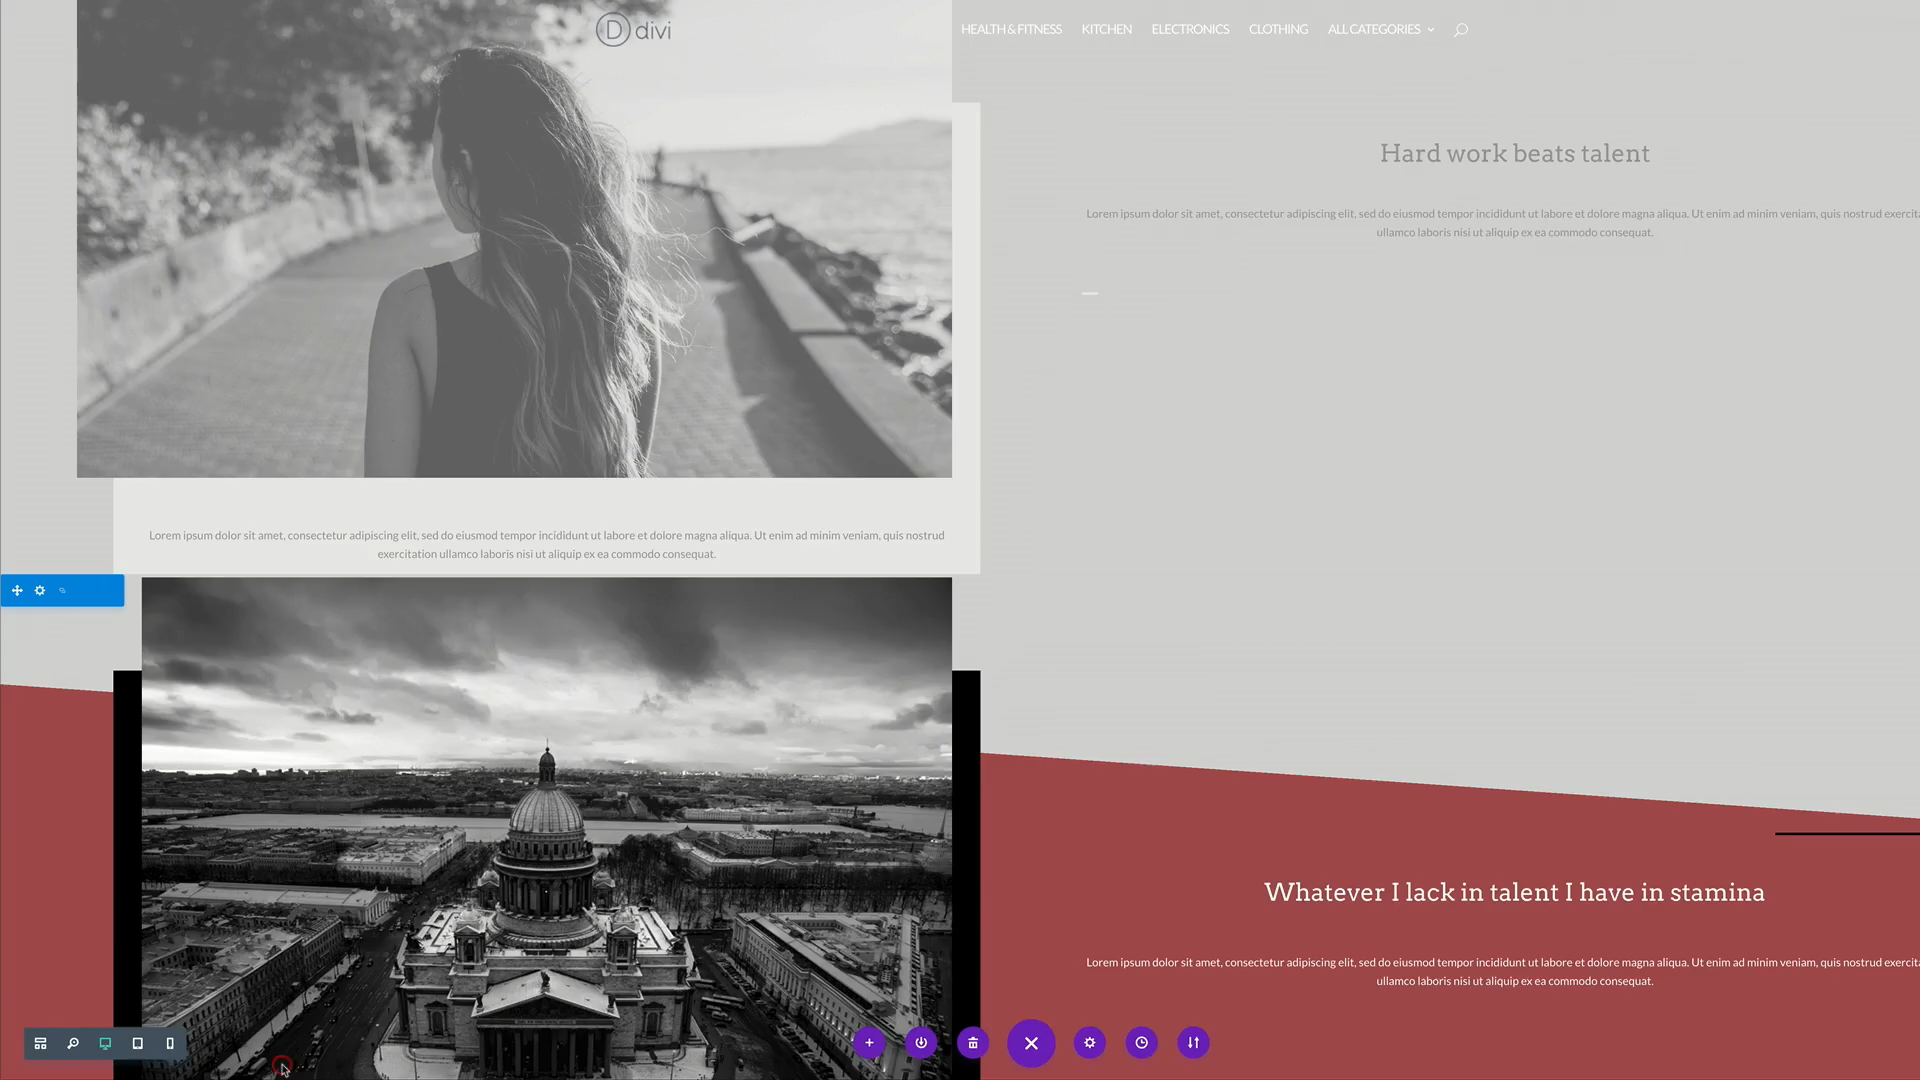 D divi
HEALTH & FITNESS KITCHEN ELECTRONICS CLOTHING ALL CATEGORIES
Hard work beats talent
Lorem ipsum dolor sit amet, consectetur adipiscing elit, sed do eiusmod tempor incididunt ut labore et dolore magna aliqua. Ut enim ad minim veniam, quis nostrud exercita
ullamco laboris nisi ut aliquip ex ea commodo consequat.
Lorem ipsum dolor sit amet, consectetur adipiscing elit, sed do eiusmod tempor incididunt ut labore et dolore magna aliqua. Ut enim ad minim veniam, quis nostrud
exercitation ullamco laboris nisi ut aliquip ex ea commodo consequat.
Whatever I lack in talent I have in stamina
Lorem ipsum dolor sit amet, consectetur adipiscing elit, sed do eiusmod tempor incididunt ut labore et dolore magna aliqua. Ut enim ad minim veniam, quis nostrud exercita
ullamco laboris nisi ut aliquip ex ea commodo consequat.